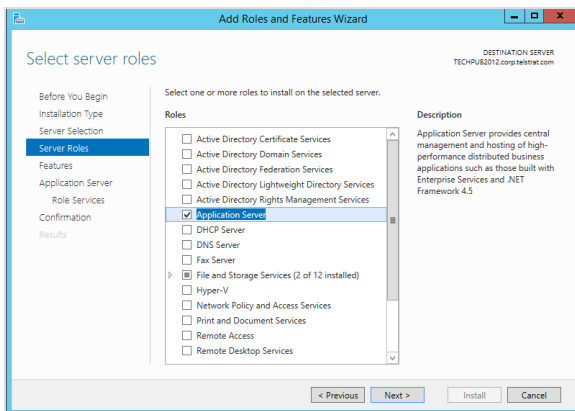 Add Roles and Features Wizard
Select server roles
DESTINATION SERVER
TECHPUB2012.corp.telstrat.com
Before You Begin
Installation Type
Server Selection
Server Roles
Features
Application Server
Role Services
Confirmation
Results
Select one or more roles to install on the selected server.
Roles
Active Directory Certificate Services
Active Directory Domain Services
Active Directory Federation Services
Active Directory Lightweight Directory Services
Active Directory Rights Management Services
Application Server
DHCP Server
DNS Server
Fax Server
File and Storage Services (2 of 12 installed)
Hyper-V
Network Policy and Access Services
Print and Document Services
Remote Access
Remote Desktop Services
Description
Application Server provides central
management and hosting of high-
performance distributed business
applications such as those built with
Enterprise Services and .NET
Framework 4.5
< Previous
Next >
Install
Cancel